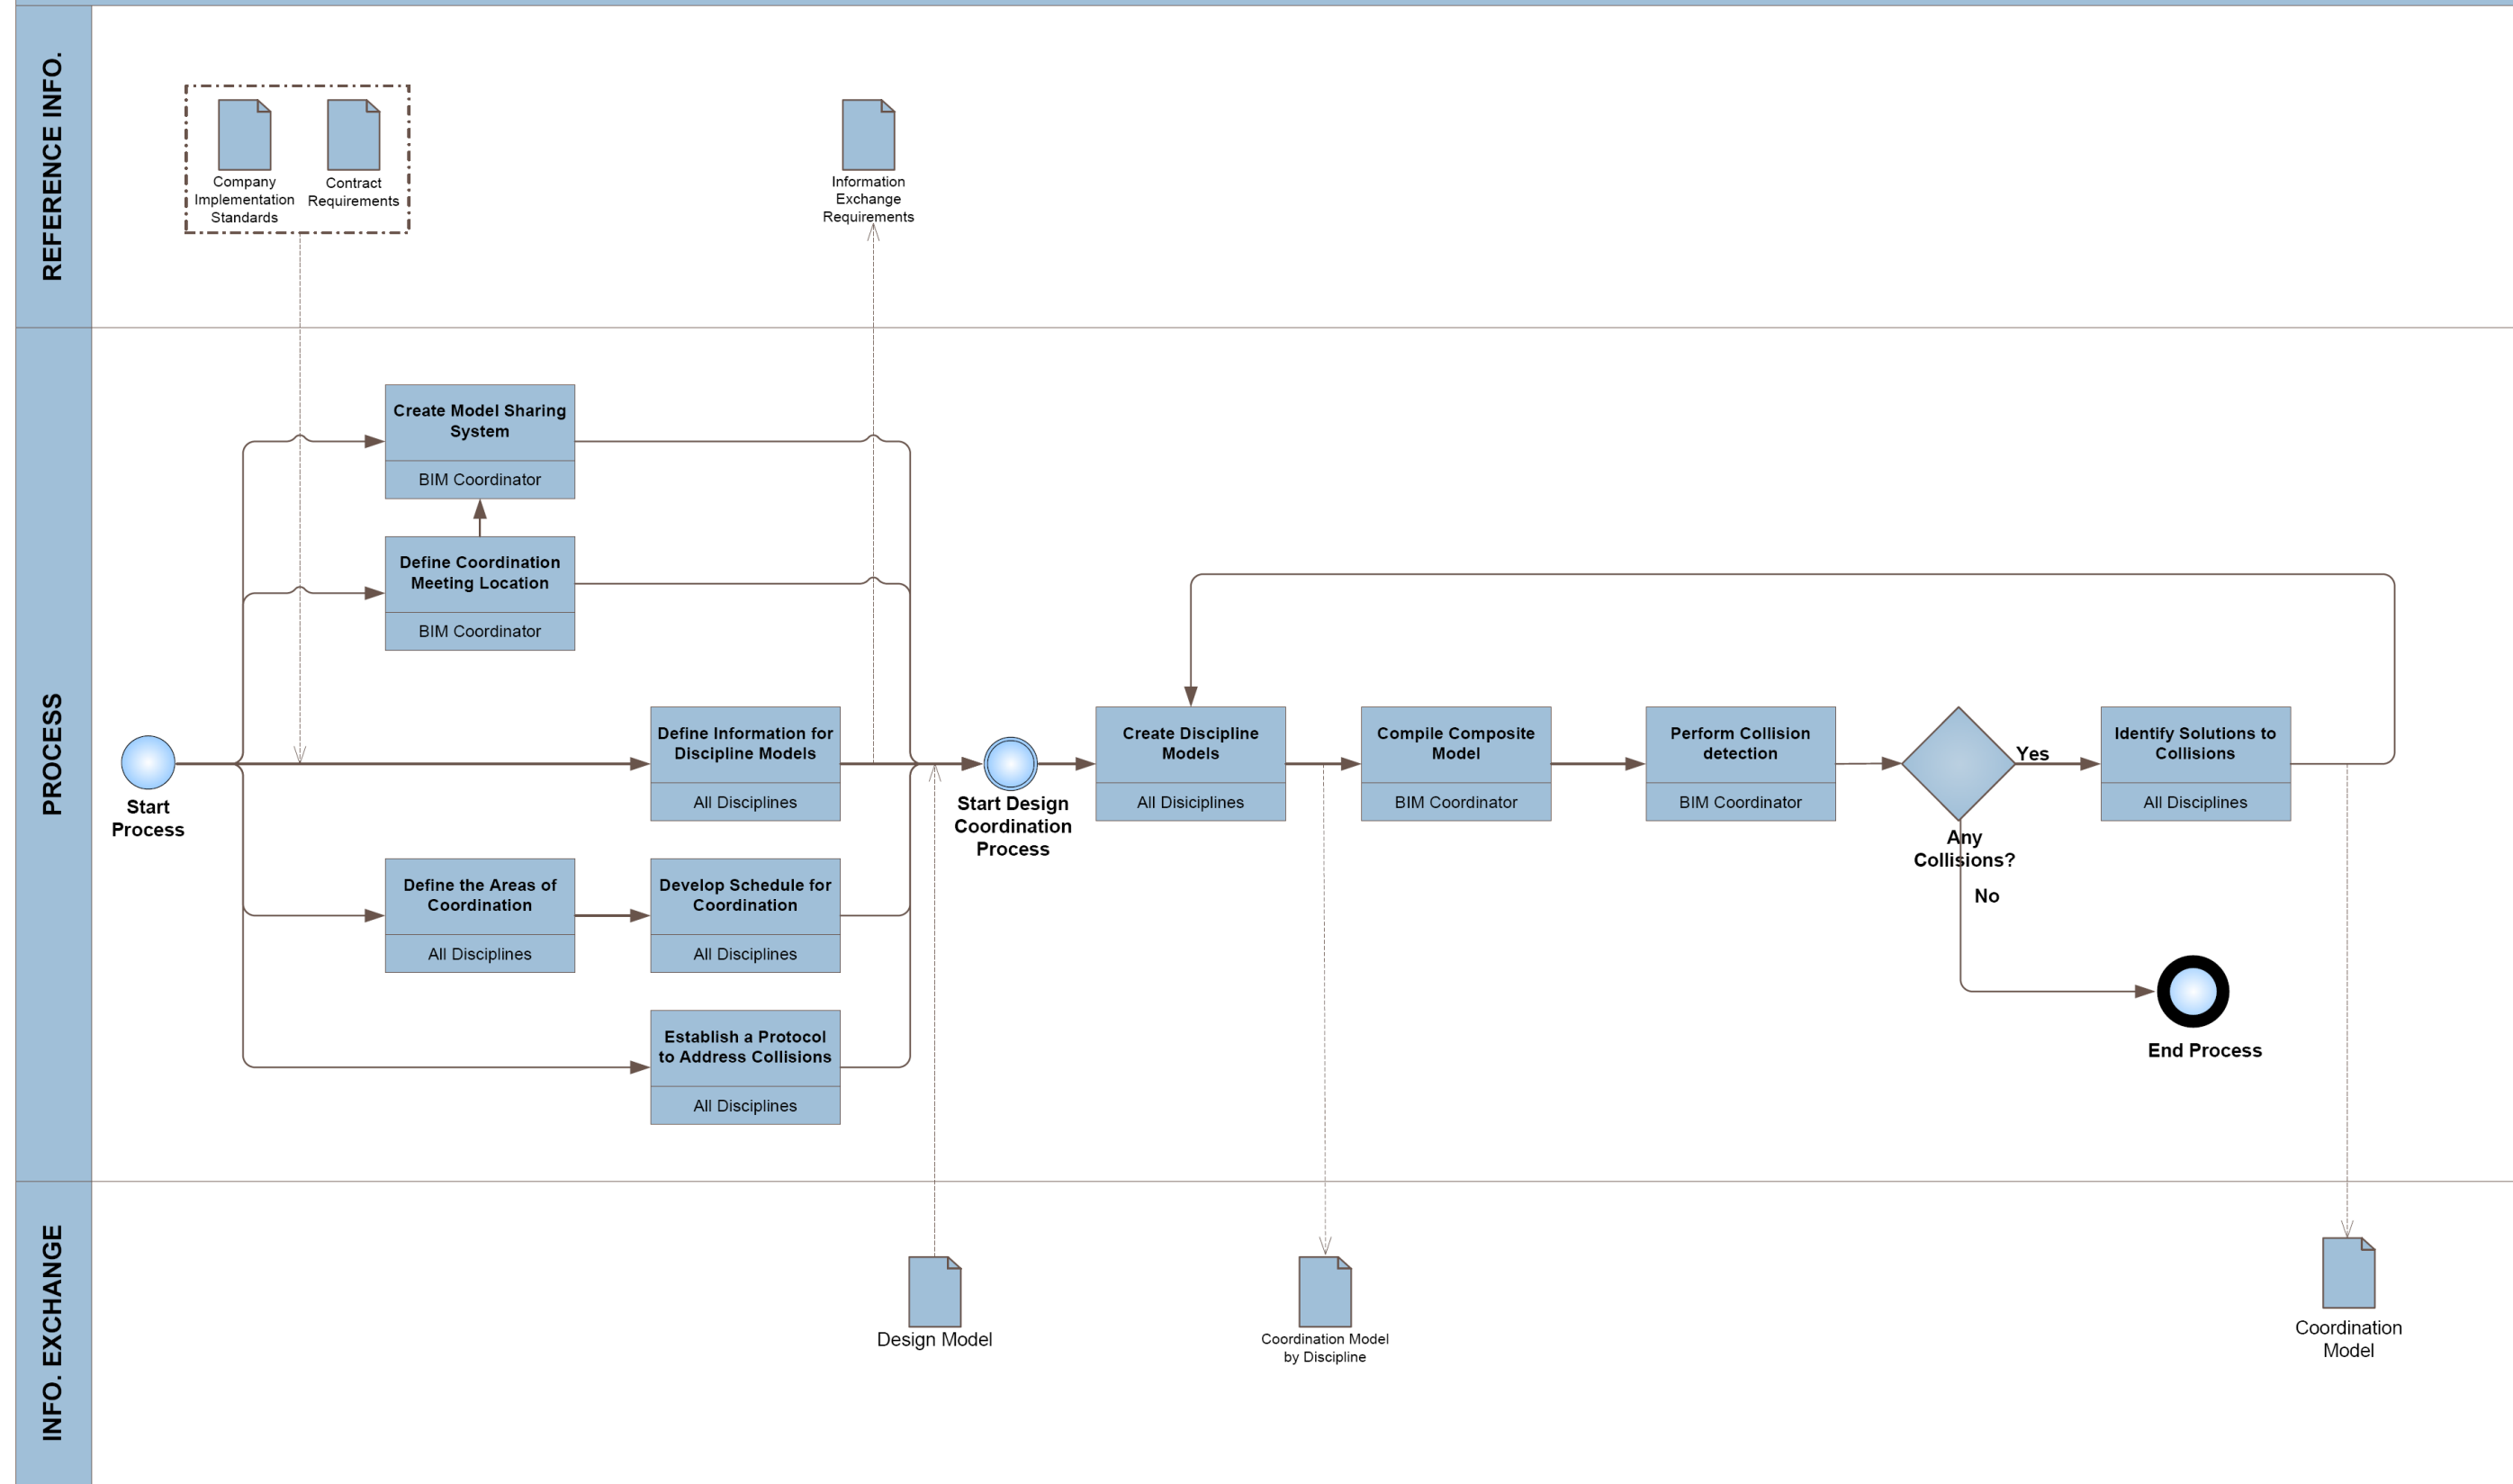 REFERENCE INFO.
Company
Implementation
Standards
Contract
Requirements
Information
Exchange
Requirements
PROCESS
Start
Process
Create Model Sharing
System
BIM Coordinator
Define Coordination
Meeting Location
BIM Coordinator
Define Information for
Discipline Models
All Disciplines
Define the Areas of
Coordination
All Disciplines
Develop Schedule for
Coordination
All Disciplines
Establish a Protocol
to Address Collisions
All Disciplines
Start Design
Coordination
Process
Create Discipline
Models
All Disiciplines
Compile Composite
Model
BIM Coordinator
Perform Collision
detection
BIM Coordinator
Any
Collisions?
Yes
No
Identify Solutions to
Collisions
All Disciplines
End Process
INFO. EXCHANGE
Design Model
Coordination Model
by Discipline
Coordination
Model